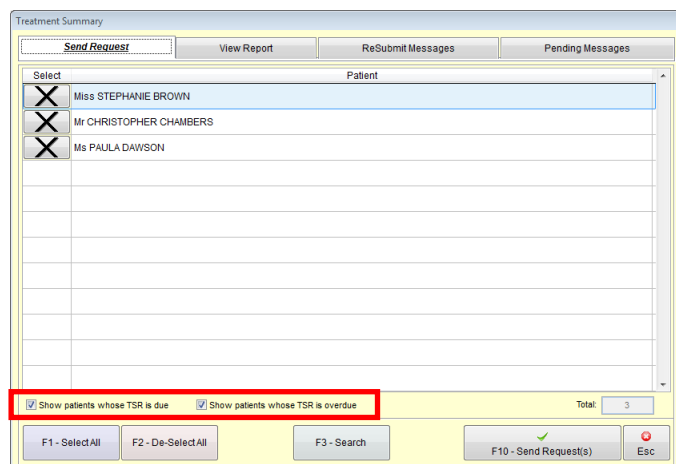 Treatment Summary
Send Request View Report ReSubmit Messages Pending Messages
Select Patient
Miss STEPHANIE BROWN
Mr CHRISTOPHER CHAMBERS
Ms PAULA DAWSON
Show patients whose TSR is due Show patients whose TSR is overdue Total: 3
F1 - Select All F2 - De-Select All F3 - Search F10 - Send Request(s) Esc